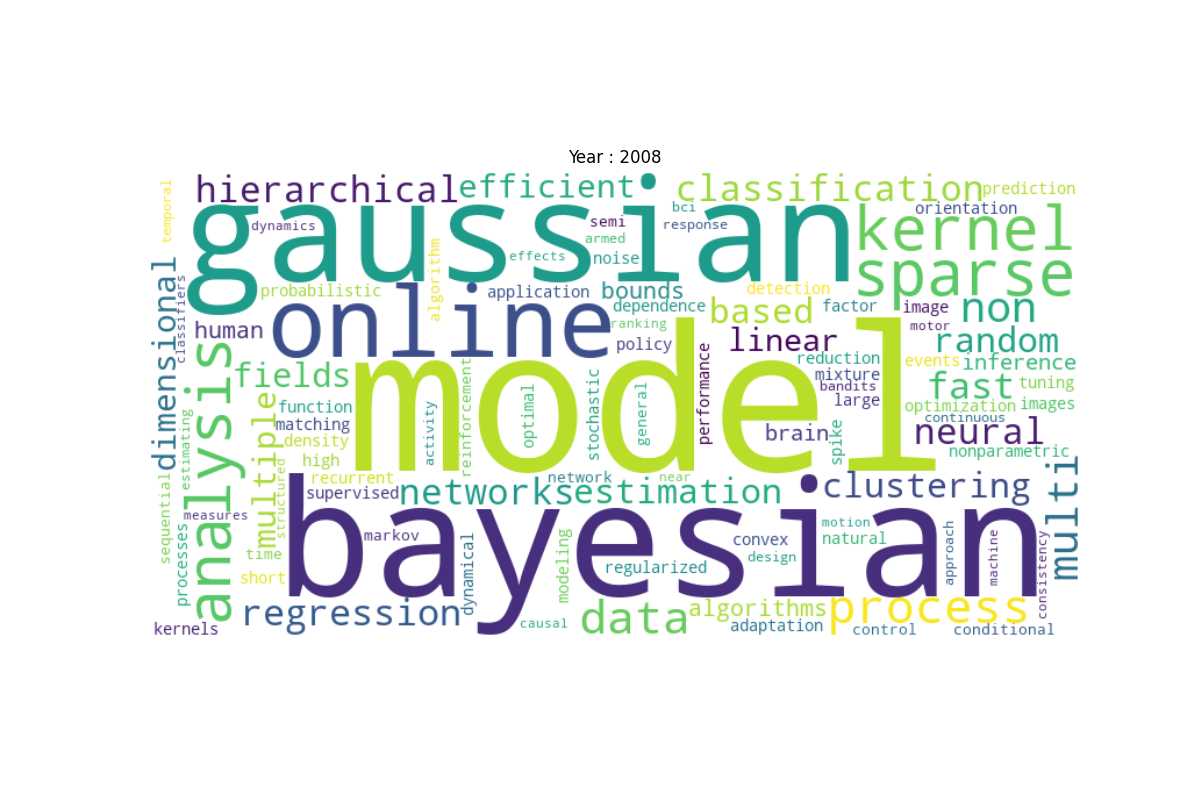 Year : 2008
hierarchical
efficient
classification
prediction
temporal
gaussian
dynamics
semi
bci
response
armed
effects
noise
orientation
kernel
sparse
dimensional
classifiers
probabilistic
algorithm
application
bounds
detection
dependence
based
factor
image
non
human
online
ranking
policy
linear
motor
random
analysis
fields
model
performance
reduction
mixture
bandits
large
events
inference
fast
tuning
optimization
images
continuous
multiple
function
matching
density
high
activity
reinforcement
optimal
stochastic
general
brain
spike
neural
nonparametric
estimating
sequential
structured
recurrent
supervised
networks
network
estimation
near
clustering
multi
measures
processes
time
short
bayesian
markov
dynamical
modeling
regularized
convex
design
motion
natural
approach
machine
consistency
kernels
regression
causal
data
algorithms
adaptation
process
control
conditional